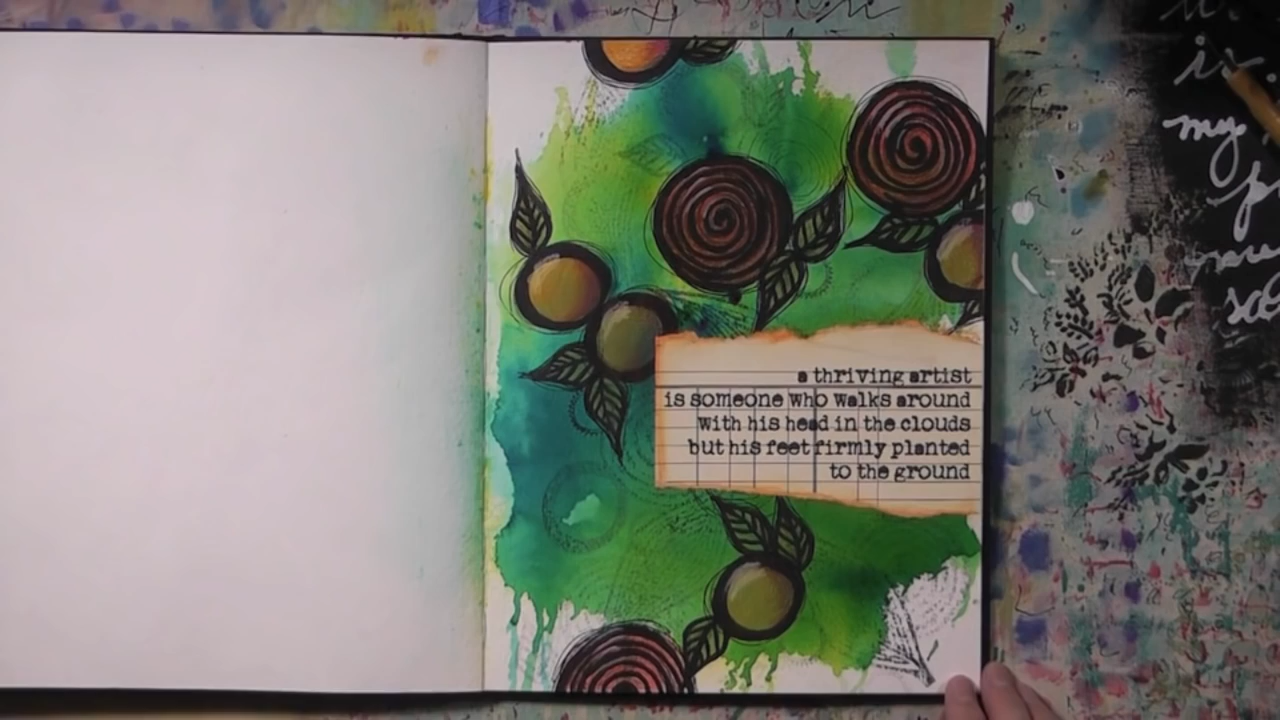 a thriving artist
is someone who walks around
with his head in the clouds
but his feet firmly planted
to the ground
my